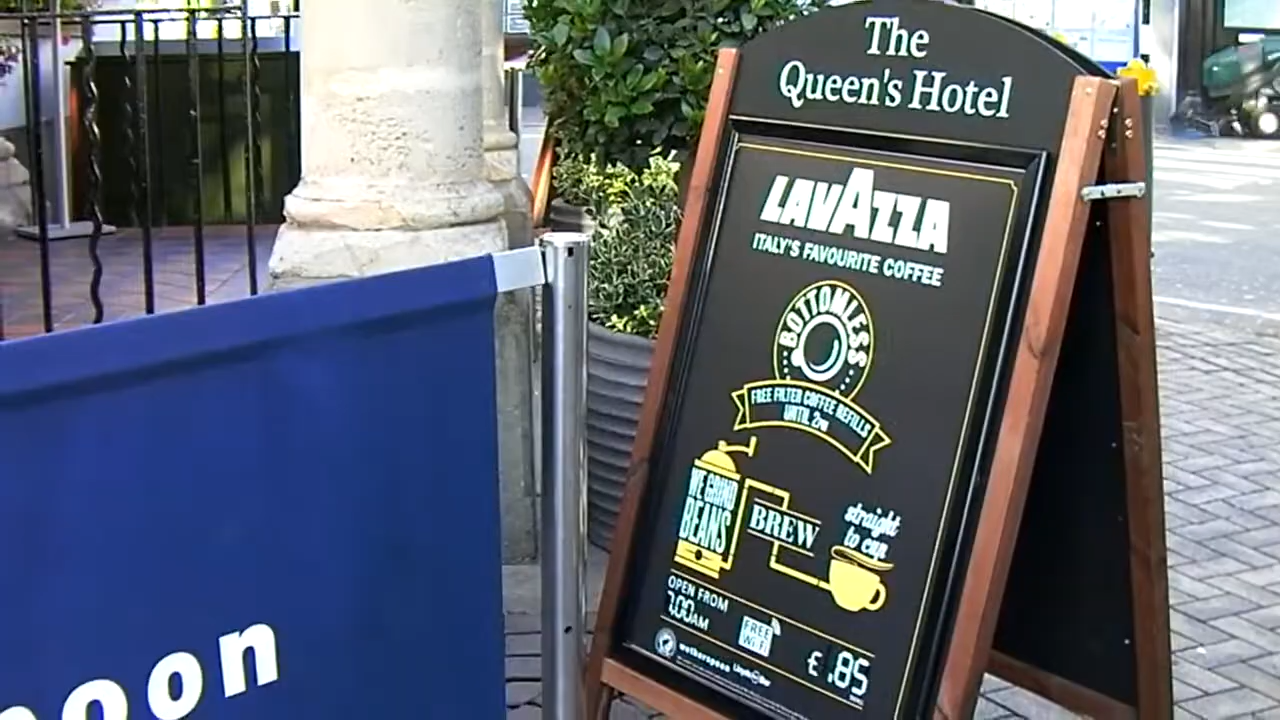 The
Queen's Hotel
LAVAZZA
ITALY'S FAVOURITE COFFEE
BOTTOMLESS
FREE FILTER COFFEE REFILLS
UNTIL 2PM
WE GRIND
BEANS
BREW
straight
to cup
OPEN FROM
7.00AM
FREE
WiFi
£ .85
wetherspoon
poon